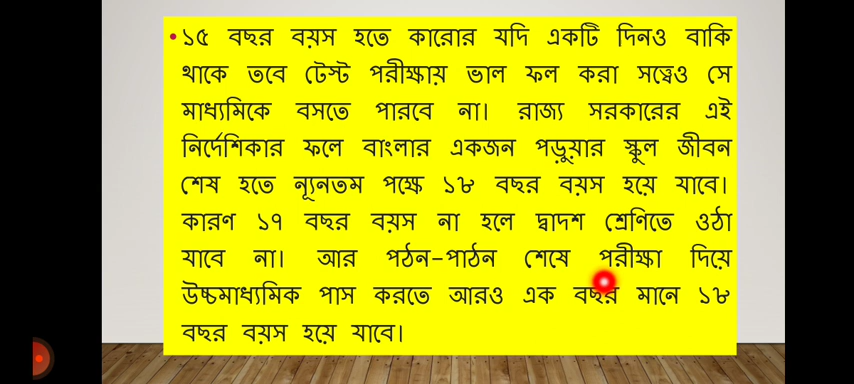 •১৫ বছর বয়স হতে কারোর যদি একটি দিনও বাকি
থাকে তবে টেস্ট পরীক্ষায় ভাল ফল করা সত্ত্বেও সে
মাধ্যমিকে বসতে পারবে না। রাজ্য সরকারের এই
নির্দেশিকার ফলে বাংলার একজন পড়ুয়ার স্কুল জীবন
শেষ হতে ন্যূনতম পক্ষে ১৮ বছর বয়স হয়ে যাবে।
কারণ ১৭ বছর বয়স না হলে দ্বাদশ শ্রেণিতে ওঠা
যাবে না। আর পঠন-পাঠন শেষে পরীক্ষা দিয়ে
উচ্চমাধ্যমিক পাস করতে আরও এক বছর মানে ১৮
বছর বয়স হয়ে যাবে।